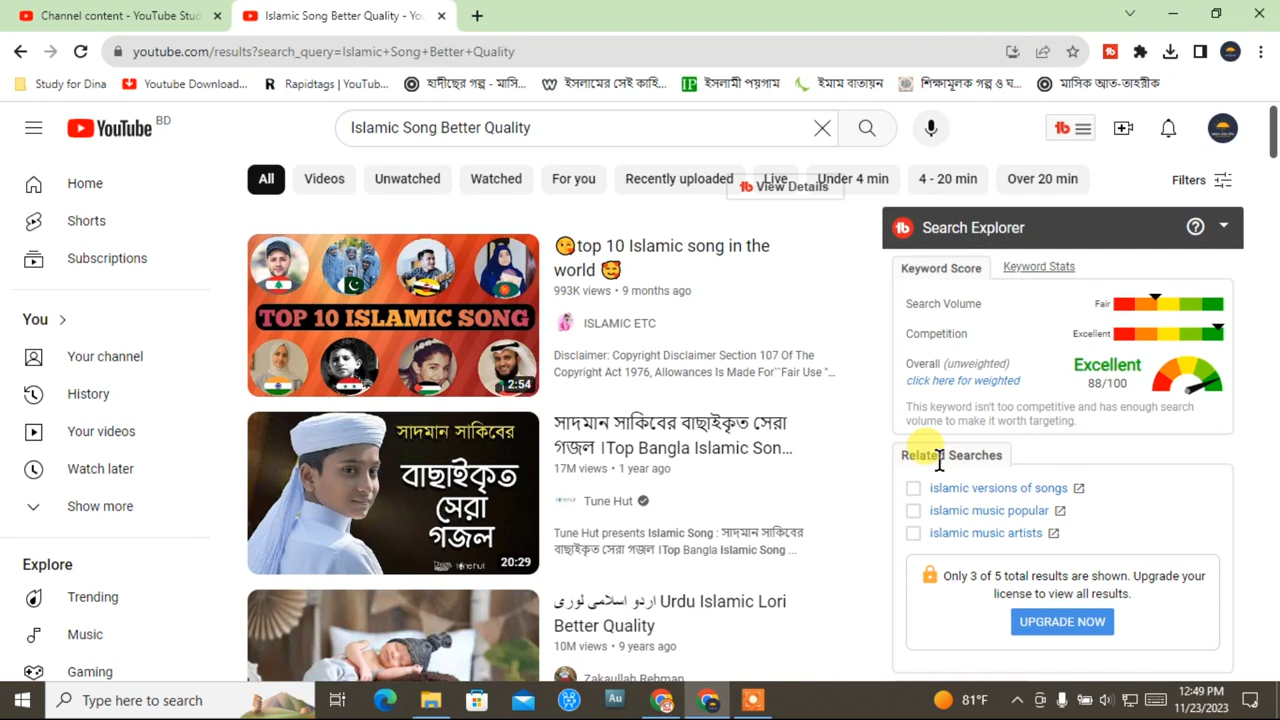 Channel content - YouTube Stud
Islamic Song Better Quality - You
youtube.com/results?search_query=Islamic+Song+Better+Quality
Study for Dina
Youtube Download...
Rapidtags | YouTub...
হাদীছের গল্প - মাসি...
ইসলামের সেই কাহি...
ইসলামী পয়গাম
ইমাম বাতায়ন
শিক্ষামূলক গল্প ও ঘ...
মাসিক আত-তাহরীক
YouTube BD
Islamic Song Better Quality
All
Videos
Unwatched
Watched
For you
Recently uploaded
Live
Under 4 min
4 - 20 min
Over 20 min
Filters
View Details
Home
Shorts
Subscriptions
You
Your channel
History
Your videos
Watch later
Show more
Explore
Trending
Music
Gaming
TOP 10 ISLAMIC SONG
2:54
top 10 Islamic song in the
world
993K views • 9 months ago
ISLAMIC ETC
Disclaimer: Copyright Disclaimer Section 107 Of The
Copyright Act 1976, Allowances Is Made For``Fair Use "...
সাদমান সাকিবের
বাছাইকৃত
সেরা
গজল
tune hut
20:29
সাদমান সাকিবের বাছাইকৃত সেরা
গজল ।Top Bangla Islamic Son...
17M views • 1 year ago
Tune Hut
Tune Hut presents Islamic Song : সাদমান সাকিবের
বাছাইকৃত সেরা গজল ।Top Bangla Islamic Song ...
اردو اسلامی لوری Urdu Islamic Lori
Better Quality
10M views • 9 years ago
Zakaullah Rehman
Search Explorer
Keyword Score
Keyword Stats
Search Volume
Fair
Competition
Excellent
Overall (unweighted)
click here for weighted
Excellent
88/100
This keyword isn't too competitive and has enough search
volume to make it worth targeting.
Related Searches
islamic versions of songs
islamic music popular
islamic music artists
Only 3 of 5 total results are shown. Upgrade your
license to view all results.
UPGRADE NOW
Type here to search
Au
81°F
12:49 PM
11/23/2023